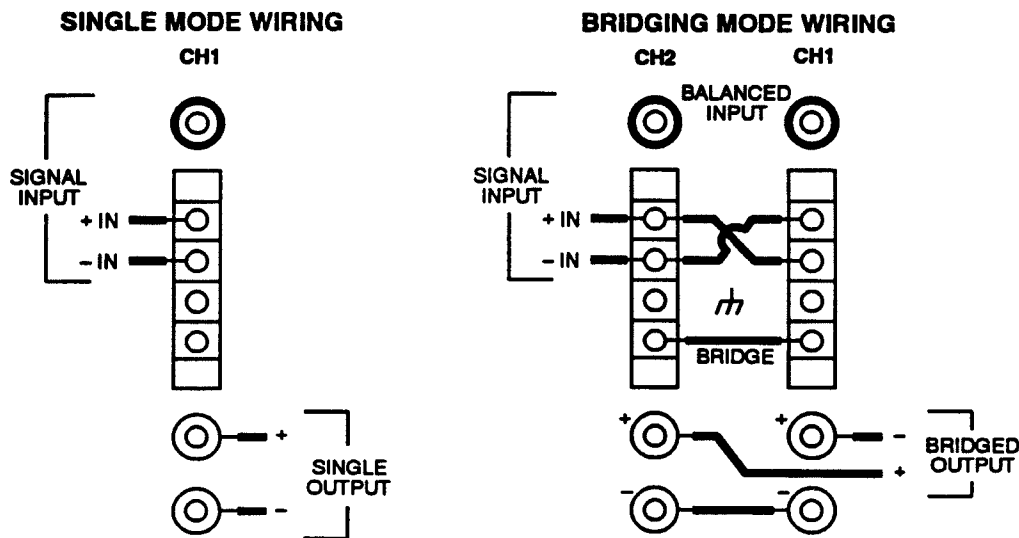 SINGLE MODE WIRING
CH1
SIGNAL
INPUT
+ IN
– IN
+
SINGLE
OUTPUT
–
BRIDGING MODE WIRING
CH2
CH1
BALANCED
INPUT
SIGNAL
INPUT
+ IN
– IN
BRIDGE
+
+
–
BRIDGED
OUTPUT
+
–
–